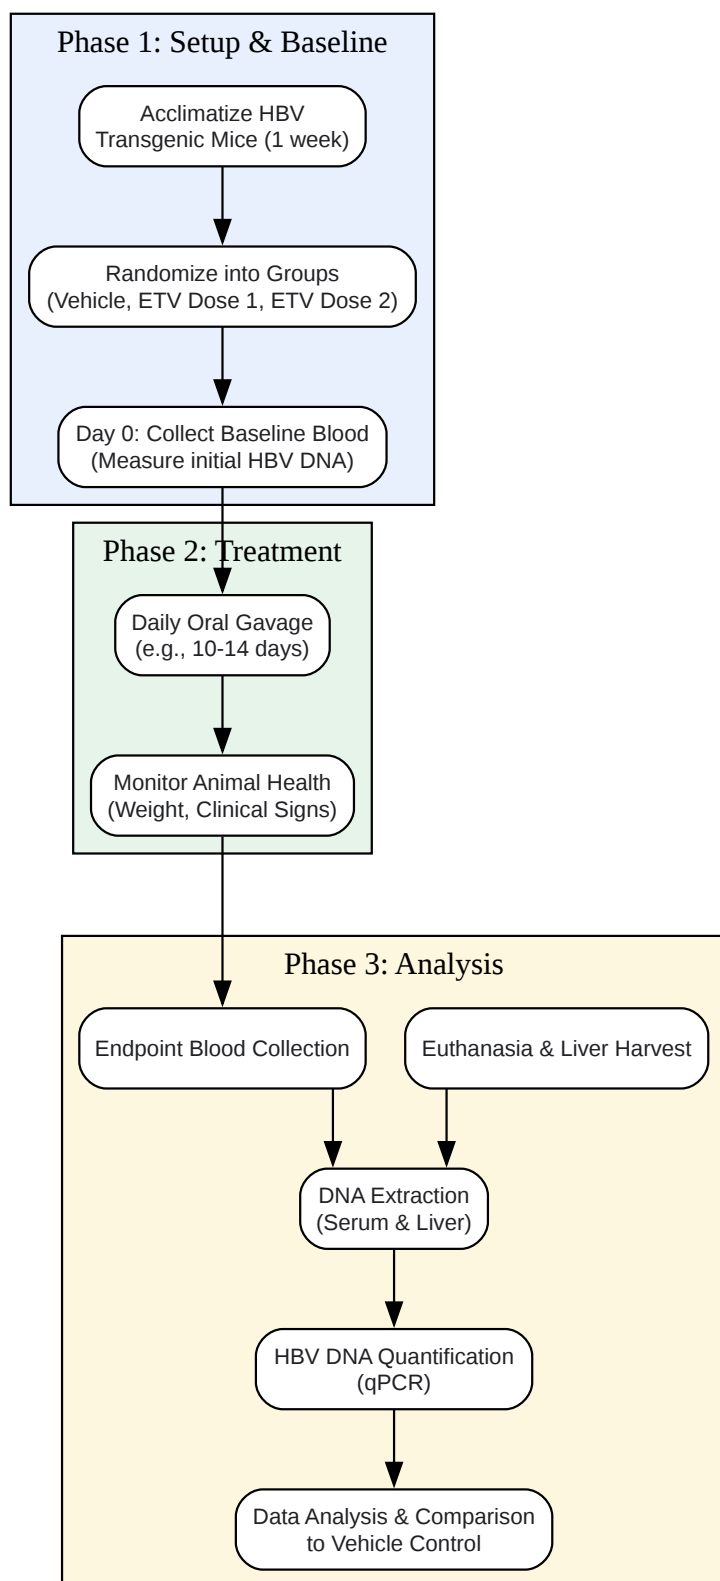 Phase 1: Setup & Baseline
Acclimatize HBV
Transgenic Mice (1 week)
Randomize into Groups
(Vehicle, ETV Dose 1, ETV Dose 2)
Day 0: Collect Baseline Blood
(Measure initial HBV DNA)
Phase 2: Treatment
Daily Oral Gavage
(e.g., 10-14 days)
Monitor Animal Health
(Weight, Clinical Signs)
Phase 3: Analysis
Endpoint Blood Collection
Euthanasia & Liver Harvest
DNA Extraction
(Serum & Liver)
HBV DNA Quantification
(qPCR)
Data Analysis & Comparison
to Vehicle Control